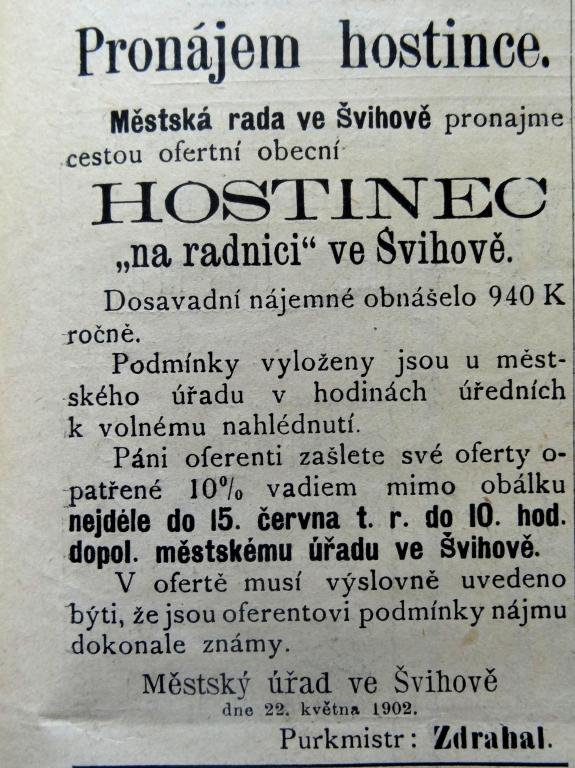 Pronájem hostince.
Městská rada ve Švihově pronajme
cestou ofertní obecní
HOSTINEC
„na radnici“ ve Švihově.
Dosavadní nájemné obnášelo 940 K
ročně.
Podmínky vyloženy jsou u měst-
ského úřadu v hodinách úředních
k volnému nahlédnutí.
Páni oferenti zašlete své oferty o-
patřené 10% vadiem mimo obálku
nejdéle do 15. června t. r. do 10. hod.
dopol. městskému úřadu ve Švihově.
V ofertě musí výslovně uvedeno
býti, že jsou oferentovi podmínky nájmu
dokonale známy.
Městský úřad ve Švihově
dne 22. května 1902.
Purkmistr: Zdrahal.